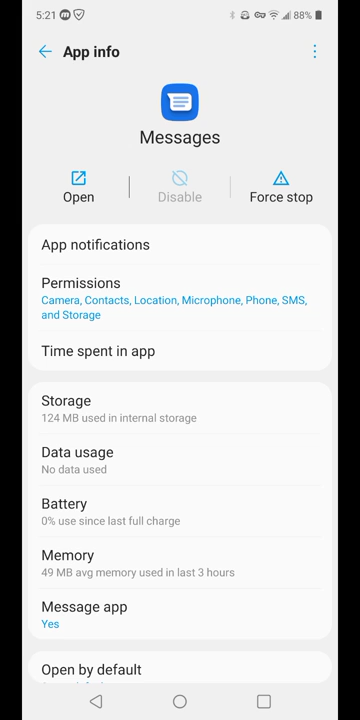 5:21 88%
App info
Messages
Open
Disable
Force stop
App notifications
Permissions
Camera, Contacts, Location, Microphone, Phone, SMS,
and Storage
Time spent in app
Storage
124 MB used in internal storage
Data usage
No data used
Battery
0% use since last full charge
Memory
49 MB avg memory used in last 3 hours
Message app
Yes
Open by default